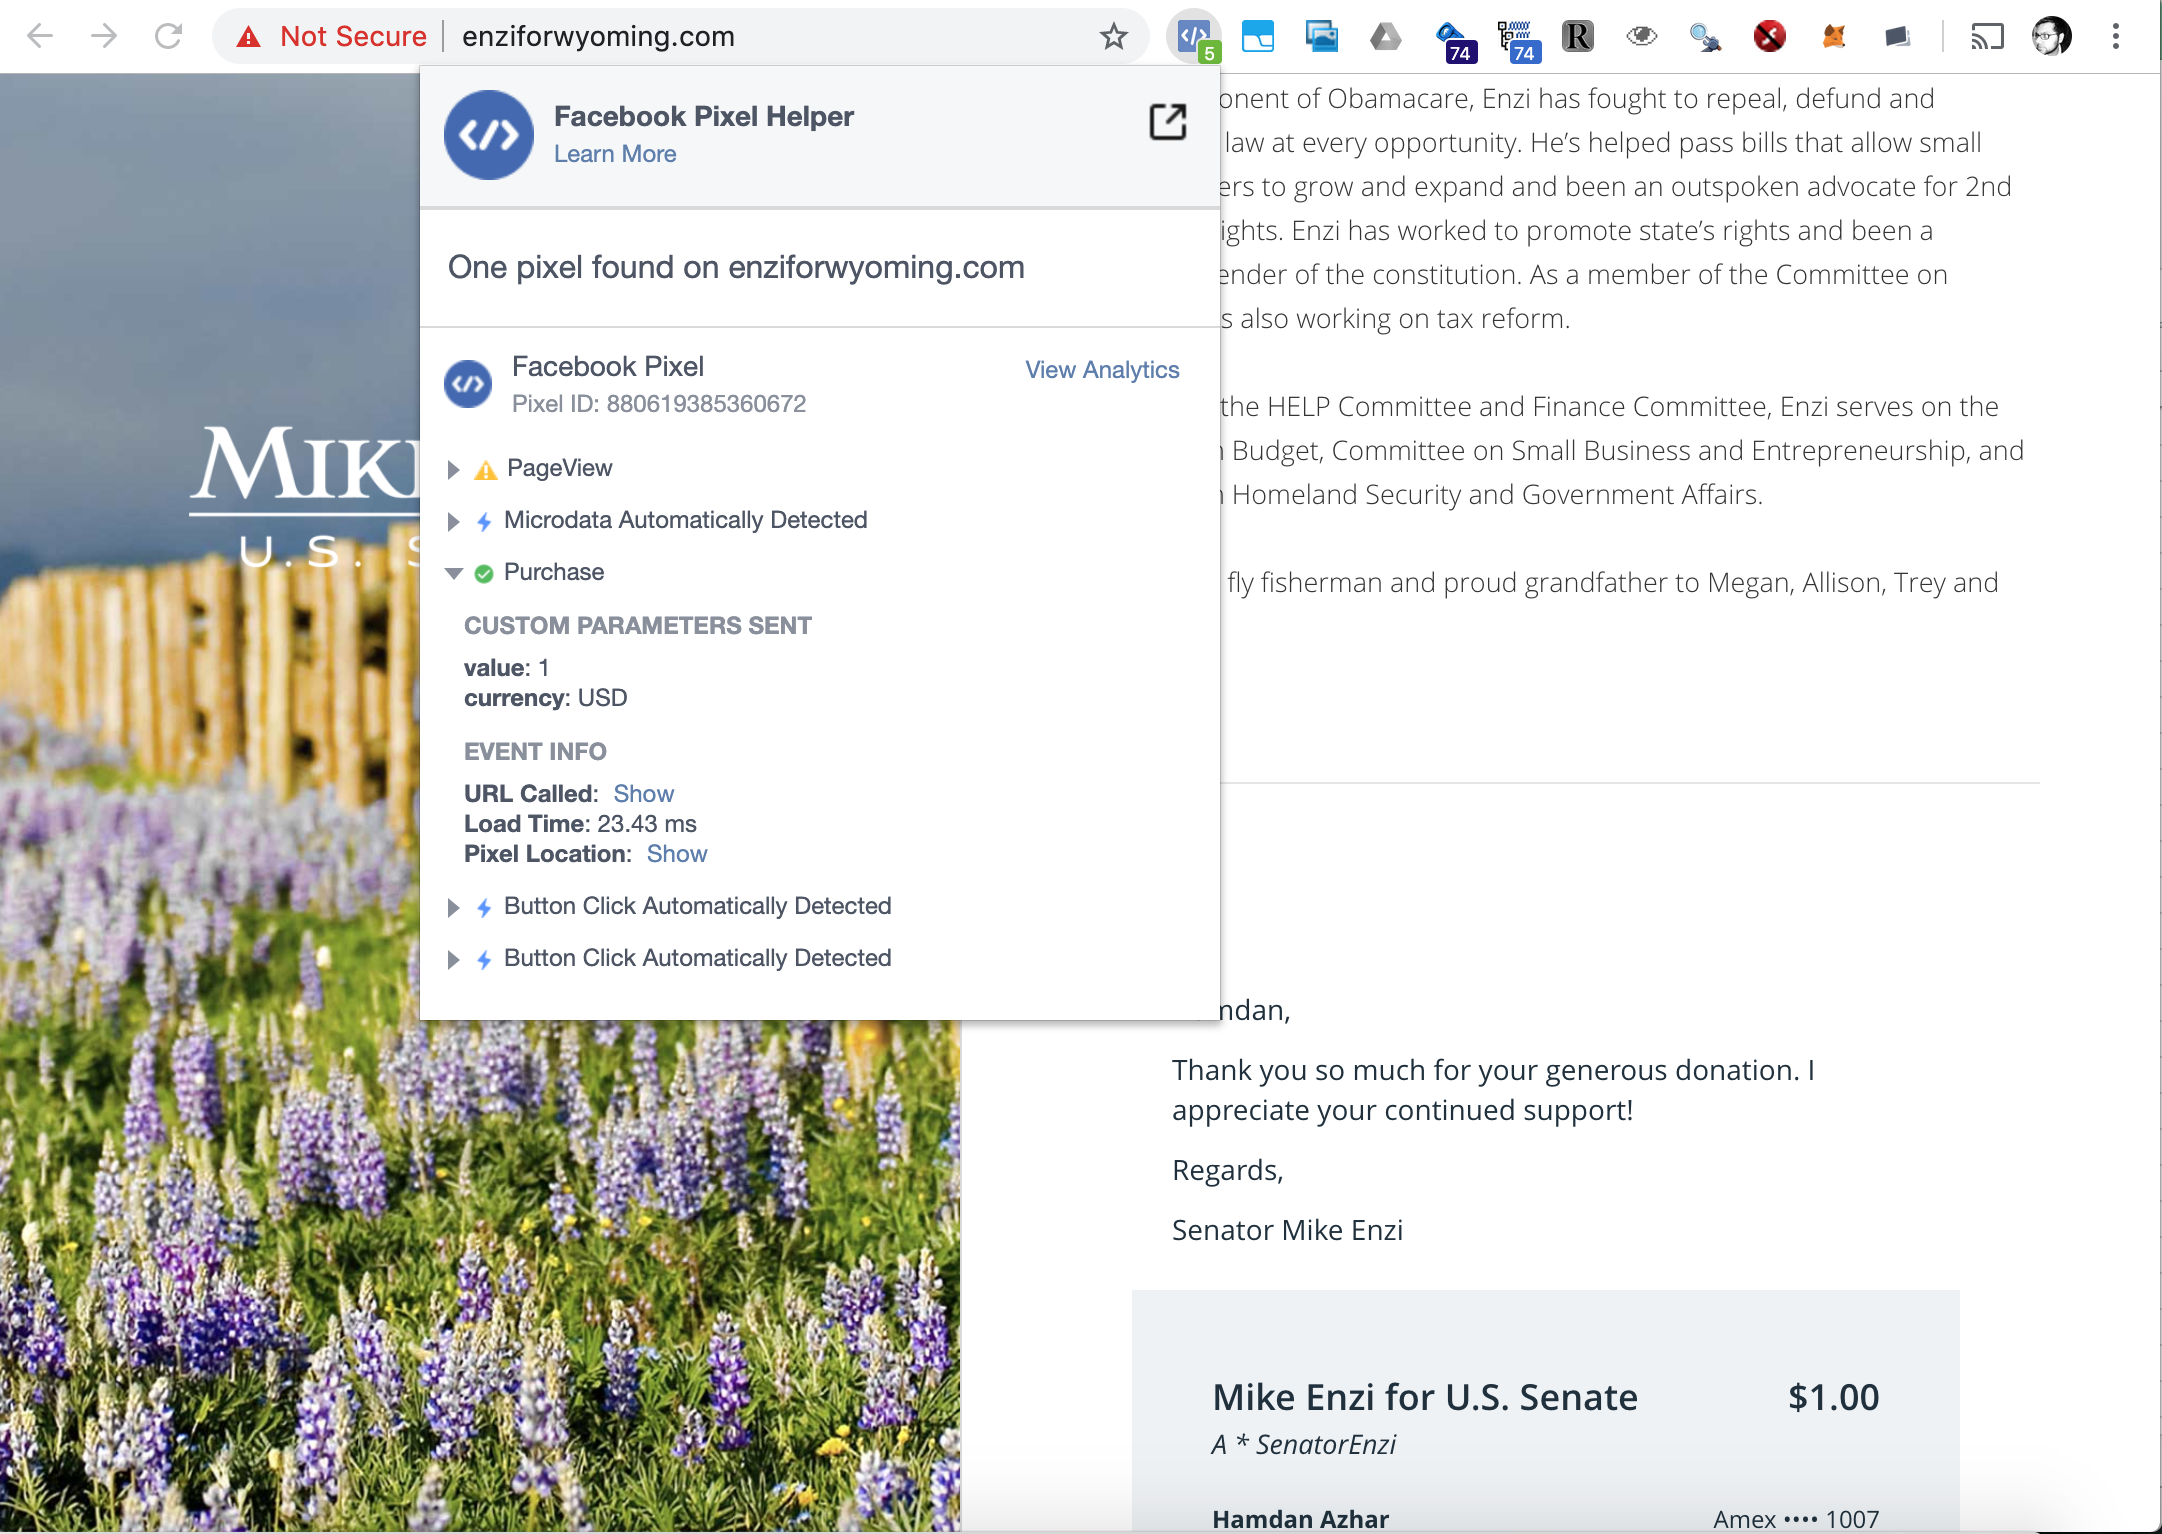 Not Secure
enziforwyoming.com
5
74
74
R
Facebook Pixel Helper
Learn More
One pixel found on enziforwyoming.com
Facebook Pixel
View Analytics
Pixel ID: 880619385360672
PageView
Microdata Automatically Detected
Purchase
CUSTOM PARAMETERS SENT
value: 1
currency: USD
EVENT INFO
URL Called: Show
Load Time: 23.43 ms
Pixel Location: Show
Button Click Automatically Detected
Button Click Automatically Detected
U.S.
of Obamacare, Enzi has fought to repeal, defund and
law at every opportunity. He’s helped pass bills that allow small
to grow and expand and been an outspoken advocate for 2nd
Enzi has worked to promote state’s rights and been a
of the constitution. As a member of the Committee on
also working on tax reform.
the HELP Committee and Finance Committee, Enzi serves on the
Budget, Committee on Small Business and Entrepreneurship, and
Homeland Security and Government Affairs.
fly fisherman and proud grandfather to Megan, Allison, Trey and
Thank you so much for your generous donation. I
appreciate your continued support!
Regards,
Senator Mike Enzi
Mike Enzi for U.S. Senate
$1.00
A * SenatorEnzi
Hamdan Azhar
Amex •••• 1007